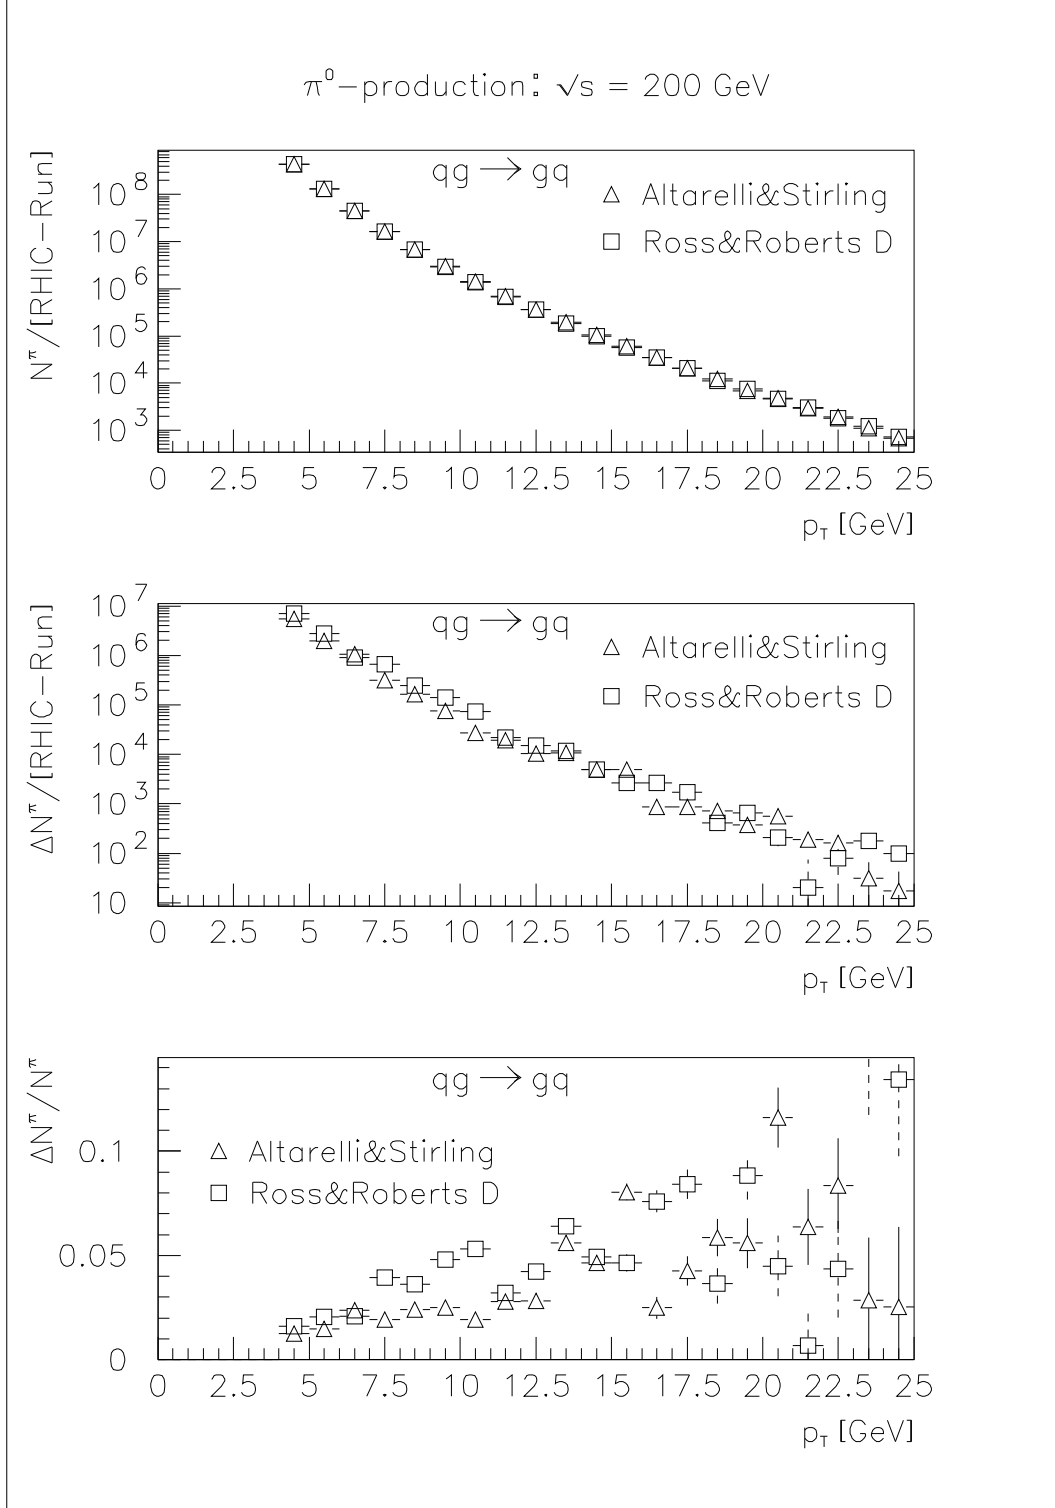 π⁰−production: √s = 200 GeV
N^π/[RHIC−Run]
qg → gq
△ Altarelli&Stirling
□ Ross&Roberts D
10^8
10^7
10^6
10^5
10^4
10^3
0 2.5 5 7.5 10 12.5 15 17.5 20 22.5 25
p_T [GeV]
ΔN^π/[RHIC−Run]
qg → gq
△ Altarelli&Stirling
□ Ross&Roberts D
10^7
10^6
10^5
10^4
10^3
10^2
10
0 2.5 5 7.5 10 12.5 15 17.5 20 22.5 25
p_T [GeV]
ΔN^π/N^π
qg → gq
△ Altarelli&Stirling
□ Ross&Roberts D
0.1
0.05
0
0 2.5 5 7.5 10 12.5 15 17.5 20 22.5 25
p_T [GeV]